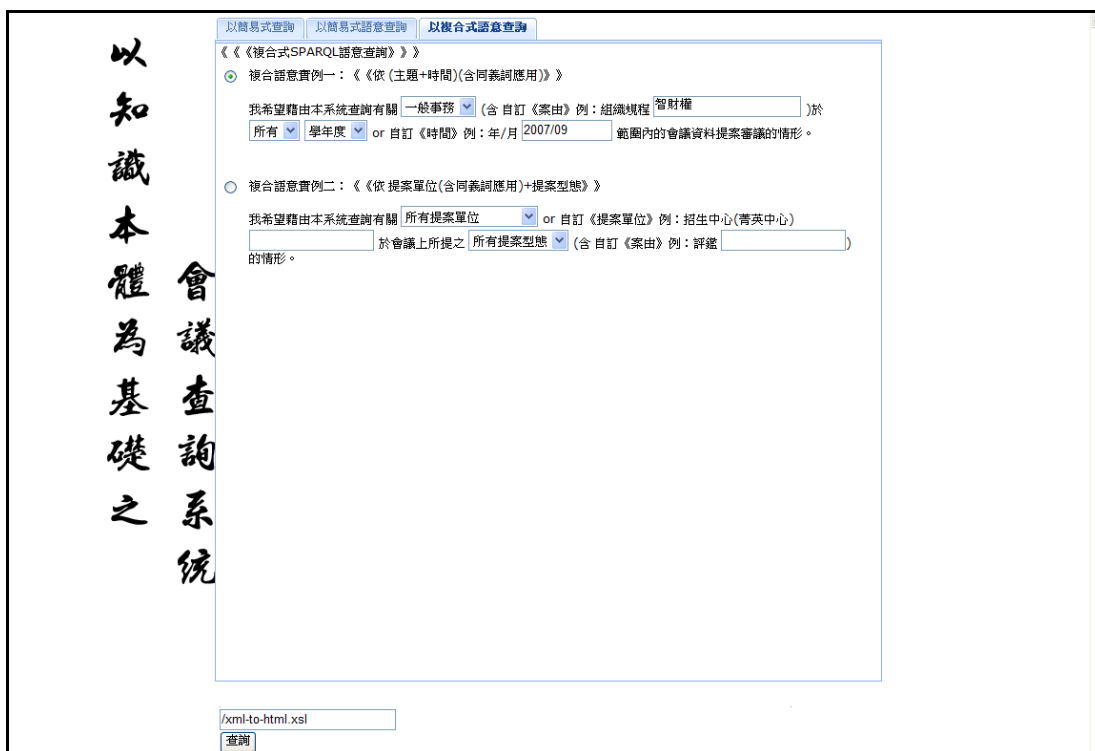 以知識本體為基礎之
會議查詢系統
以簡易式查詢 以簡易式語意查詢 以複合式語意查詢
《《《複合式SPARQL語意查詢》》》
複合語意實例一：《《依 (主題+時間)(含同義詞應用)》》
我希望藉由本系統查詢有關 一般事務 (含 自訂《案由》例：組織規程 智財權 )於
所有 學年度 or 自訂《時間》例：年/月 2007/09 範圍內的會議資料提案審議的情形。
複合語意實例二：《《依 提案單位(含同義詞應用)+提案型態》》
我希望藉由本系統查詢有關 所有提案單位 or 自訂《提案單位》例：招生中心(菁英中心)
於會議上所提之 所有提案型態 (含 自訂《案由》例：評鑑 )
的情形。
/xml-to-html.xsl
查詢